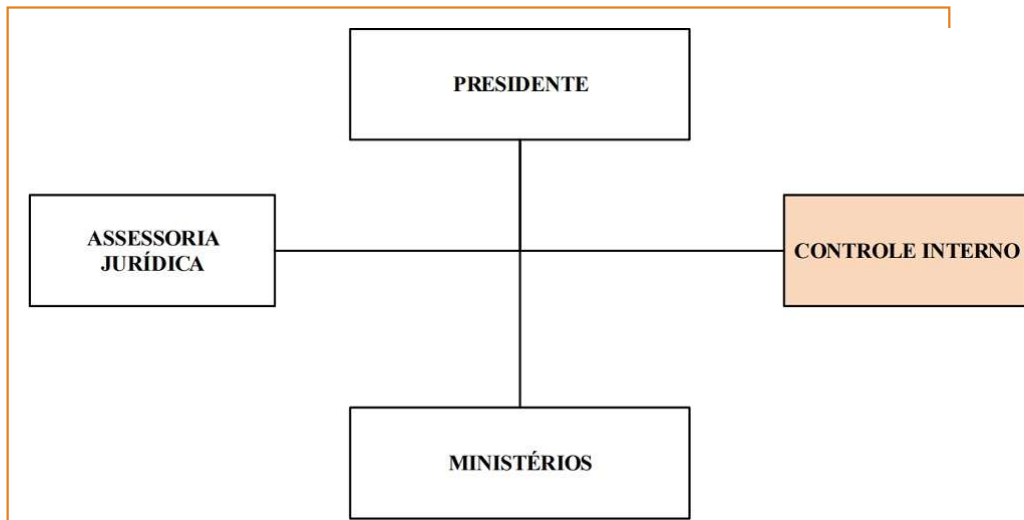 PRESIDENTE
ASSESSORIA
JURÍDICA
CONTROLE INTERNO
MINISTÉRIOS